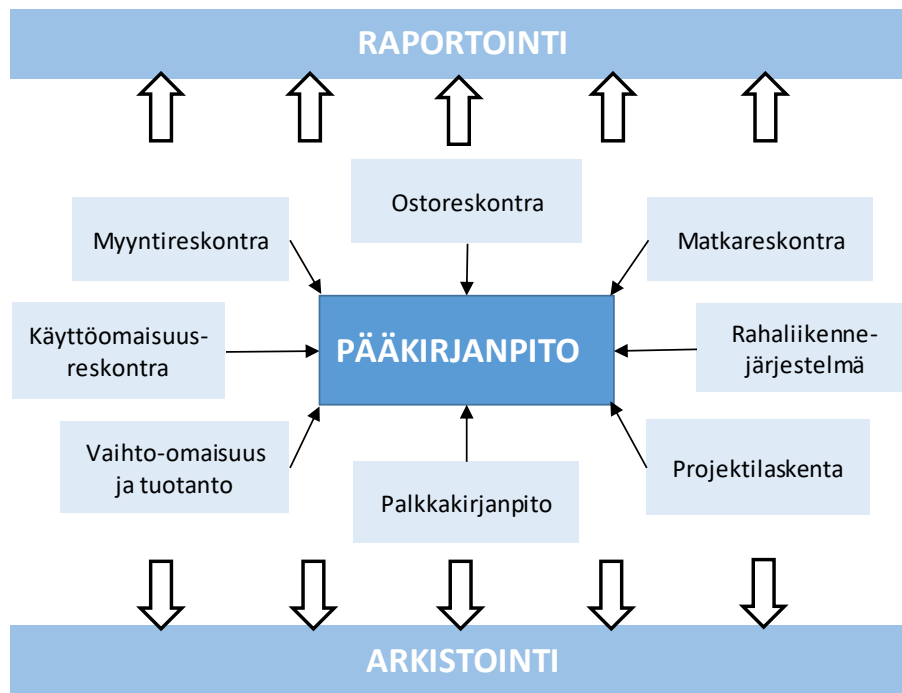 RAPORTOINTI
Ostoreskontra
Myyntireskontra
Matkareskontra
Käyttöomaisuus-
reskontra
PÄÄKIRJANPITO
Rahaliikenne-
järjestelmä
Vaihto-omaisuus
ja tuotanto
Palkkakirjanpito
Projektilaskenta
ARKISTOINTI